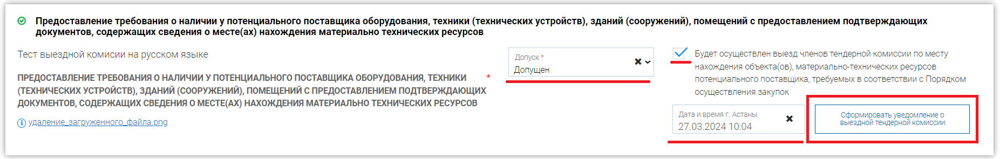 Предоставление требования о наличии у потенциального поставщика оборудования, техники (технических устройств), зданий (сооружений), помещений с предоставлением подтверждающих
документов, содержащих сведения о месте(ах) нахождения материально технических ресурсов
Тест выездной комисии на русском языке
ПРЕДОСТАВЛЕНИЕ ТРЕБОВАНИЯ О НАЛИЧИИ У ПОТЕНЦИАЛЬНОГО ПОСТАВЩИКА ОБОРУДОВАНИЯ, ТЕХНИКИ *
(ТЕХНИЧЕСКИХ УСТРОЙСТВ), ЗДАНИЙ (СООРУЖЕНИЙ), ПОМЕЩЕНИЙ С ПРЕДОСТАВЛЕНИЕМ ПОДТВЕРЖДАЮЩИХ
ДОКУМЕНТОВ, СОДЕРЖАЩИХ СВЕДЕНИЯ О МЕСТЕ(АХ) НАХОЖДЕНИЯ МАТЕРИАЛЬНО ТЕХНИЧЕСКИХ РЕСУРСОВ
удаление_загруженного_файла.png
Допуск *
Допущен
Будет осуществлен выезд членов тендерной комиссии по месту
нахождения объекта(ов), материально-технических ресурсов
потенциального поставщика, требуемых в соответствии с Порядком
осуществления закупок
Дата и время г. Астаны
27.03.2024 10:04
Сформировать уведомление о
выездной тендерной комиссии